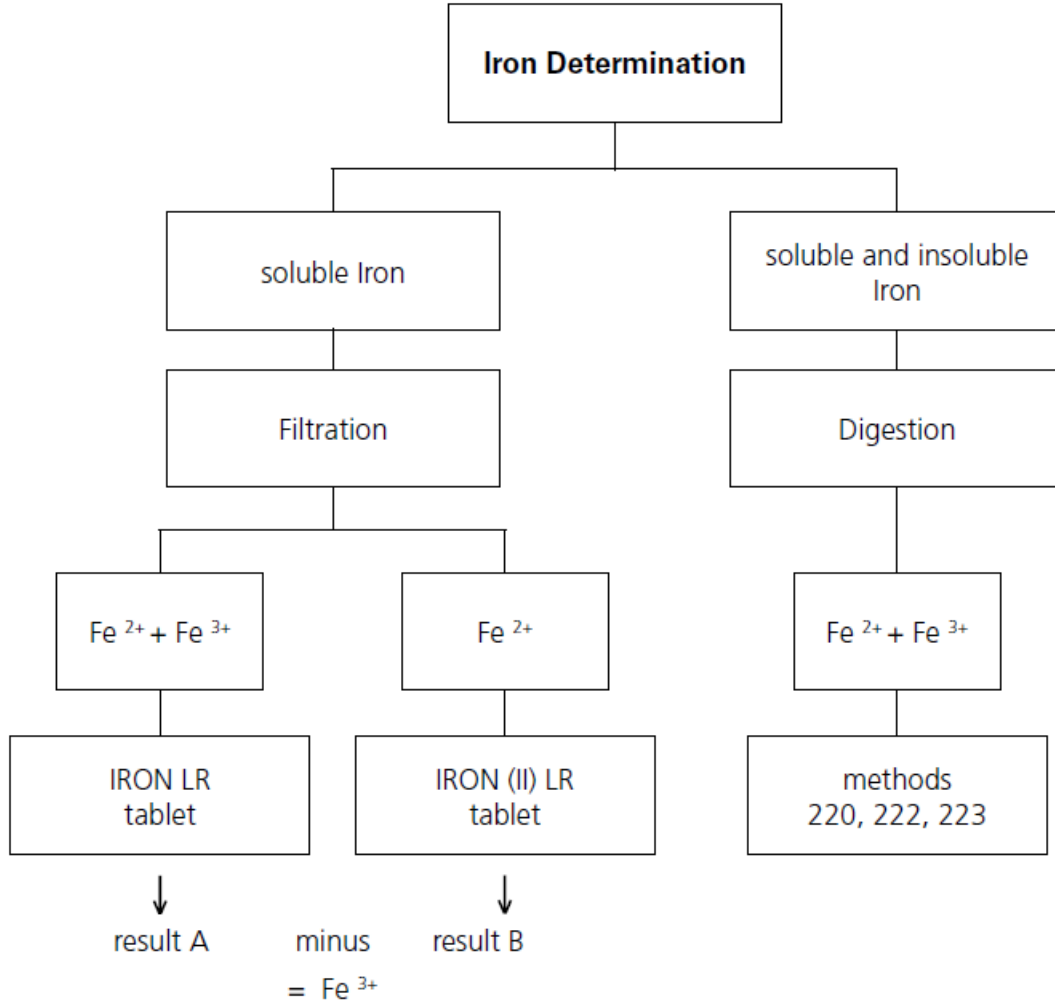 Iron Determination
soluble Iron
soluble and insoluble
Iron
Filtration
Digestion
Fe ²⁺ + Fe ³⁺
Fe ²⁺
Fe ²⁺ + Fe ³⁺
IRON LR
tablet
IRON (II) LR
tablet
methods
220, 222, 223
result A minus result B
= Fe ³⁺